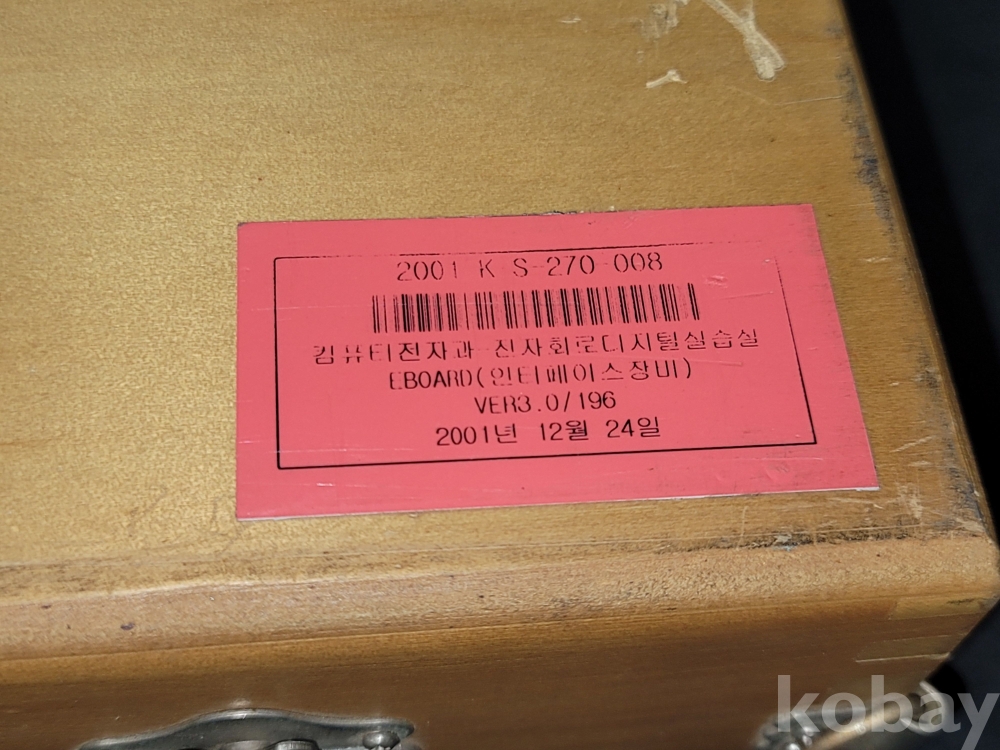 2001 K S-270-008
컴퓨터전자과 전자회로디지털실습실
EBOARD(인터페이스장비)
VER3.0/196
2001년 12월 24일
kobay